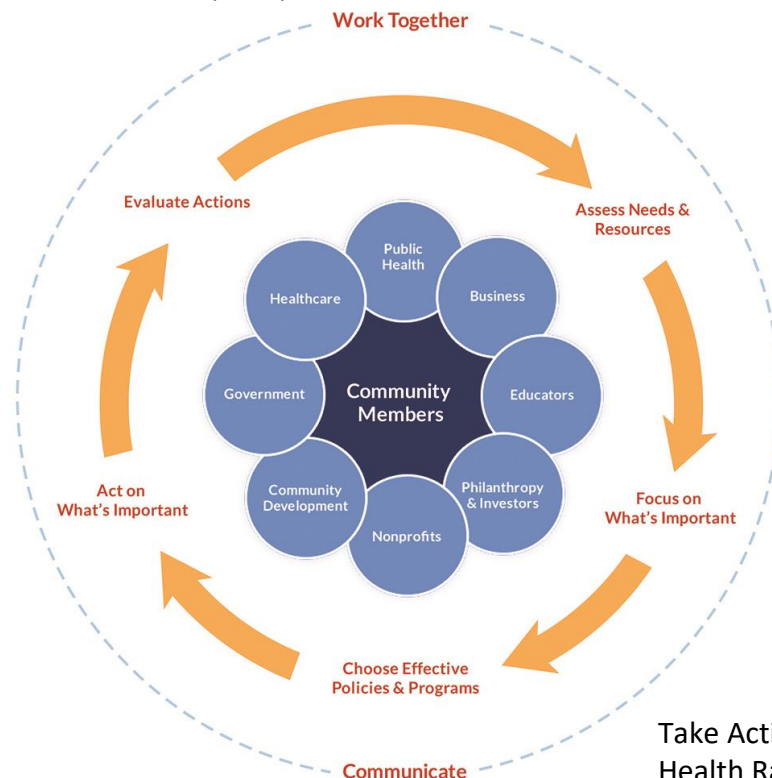 Work Together
Evaluate Actions
Assess Needs &
Resources
Public
Health
Healthcare
Business
Government
Community
Members
Educators
Community
Development
Philanthropy
& Investors
Nonprofits
Act on
What's Important
Focus on
What's Important
Choose Effective
Policies & Programs
Take Acti
Health Ra
Communicate